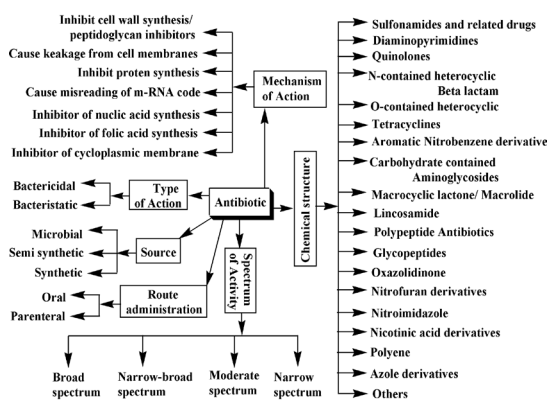 Inhibit cell wall synthesis/
peptidoglycan inhibitors
Cause keakage from cell membranes
Inhibit proten synthesis
Cause misreading of m-RNA code
Inhibitor of nuclic acid synthesis
Inhibitor of folic acid synthesis
Inhibitor of cycloplasmic membrane
Mechanism
of Action
Bactericidal
Bacteristatic
Type
of Action
Antibiotic
Microbial
Semi synthetic
Synthetic
Source
Oral
Parenteral
Route
administration
Spectrum
of Activity
Broad
spectrum
Narrow-broad
spectrum
Moderate
spectrum
Narrow
spectrum
Chemical structure
Sulfonamides and related drugs
Diaminopyrimidines
Quinolones
N-contained heterocyclic
Beta lactam
O-contained heterocyclic
Tetracyclines
Aromatic Nitrobenzene derivative
Carbohydrate contained
Aminoglycosides
Macrocyclic lactone/ Macrolide
Lincosamide
Polypeptide Antibiotics
Glycopeptides
Oxazolidinone
Nitrofuran derivatives
Nitroimidazole
Nicotinic acid derivatives
Polyene
Azole derivatives
Others